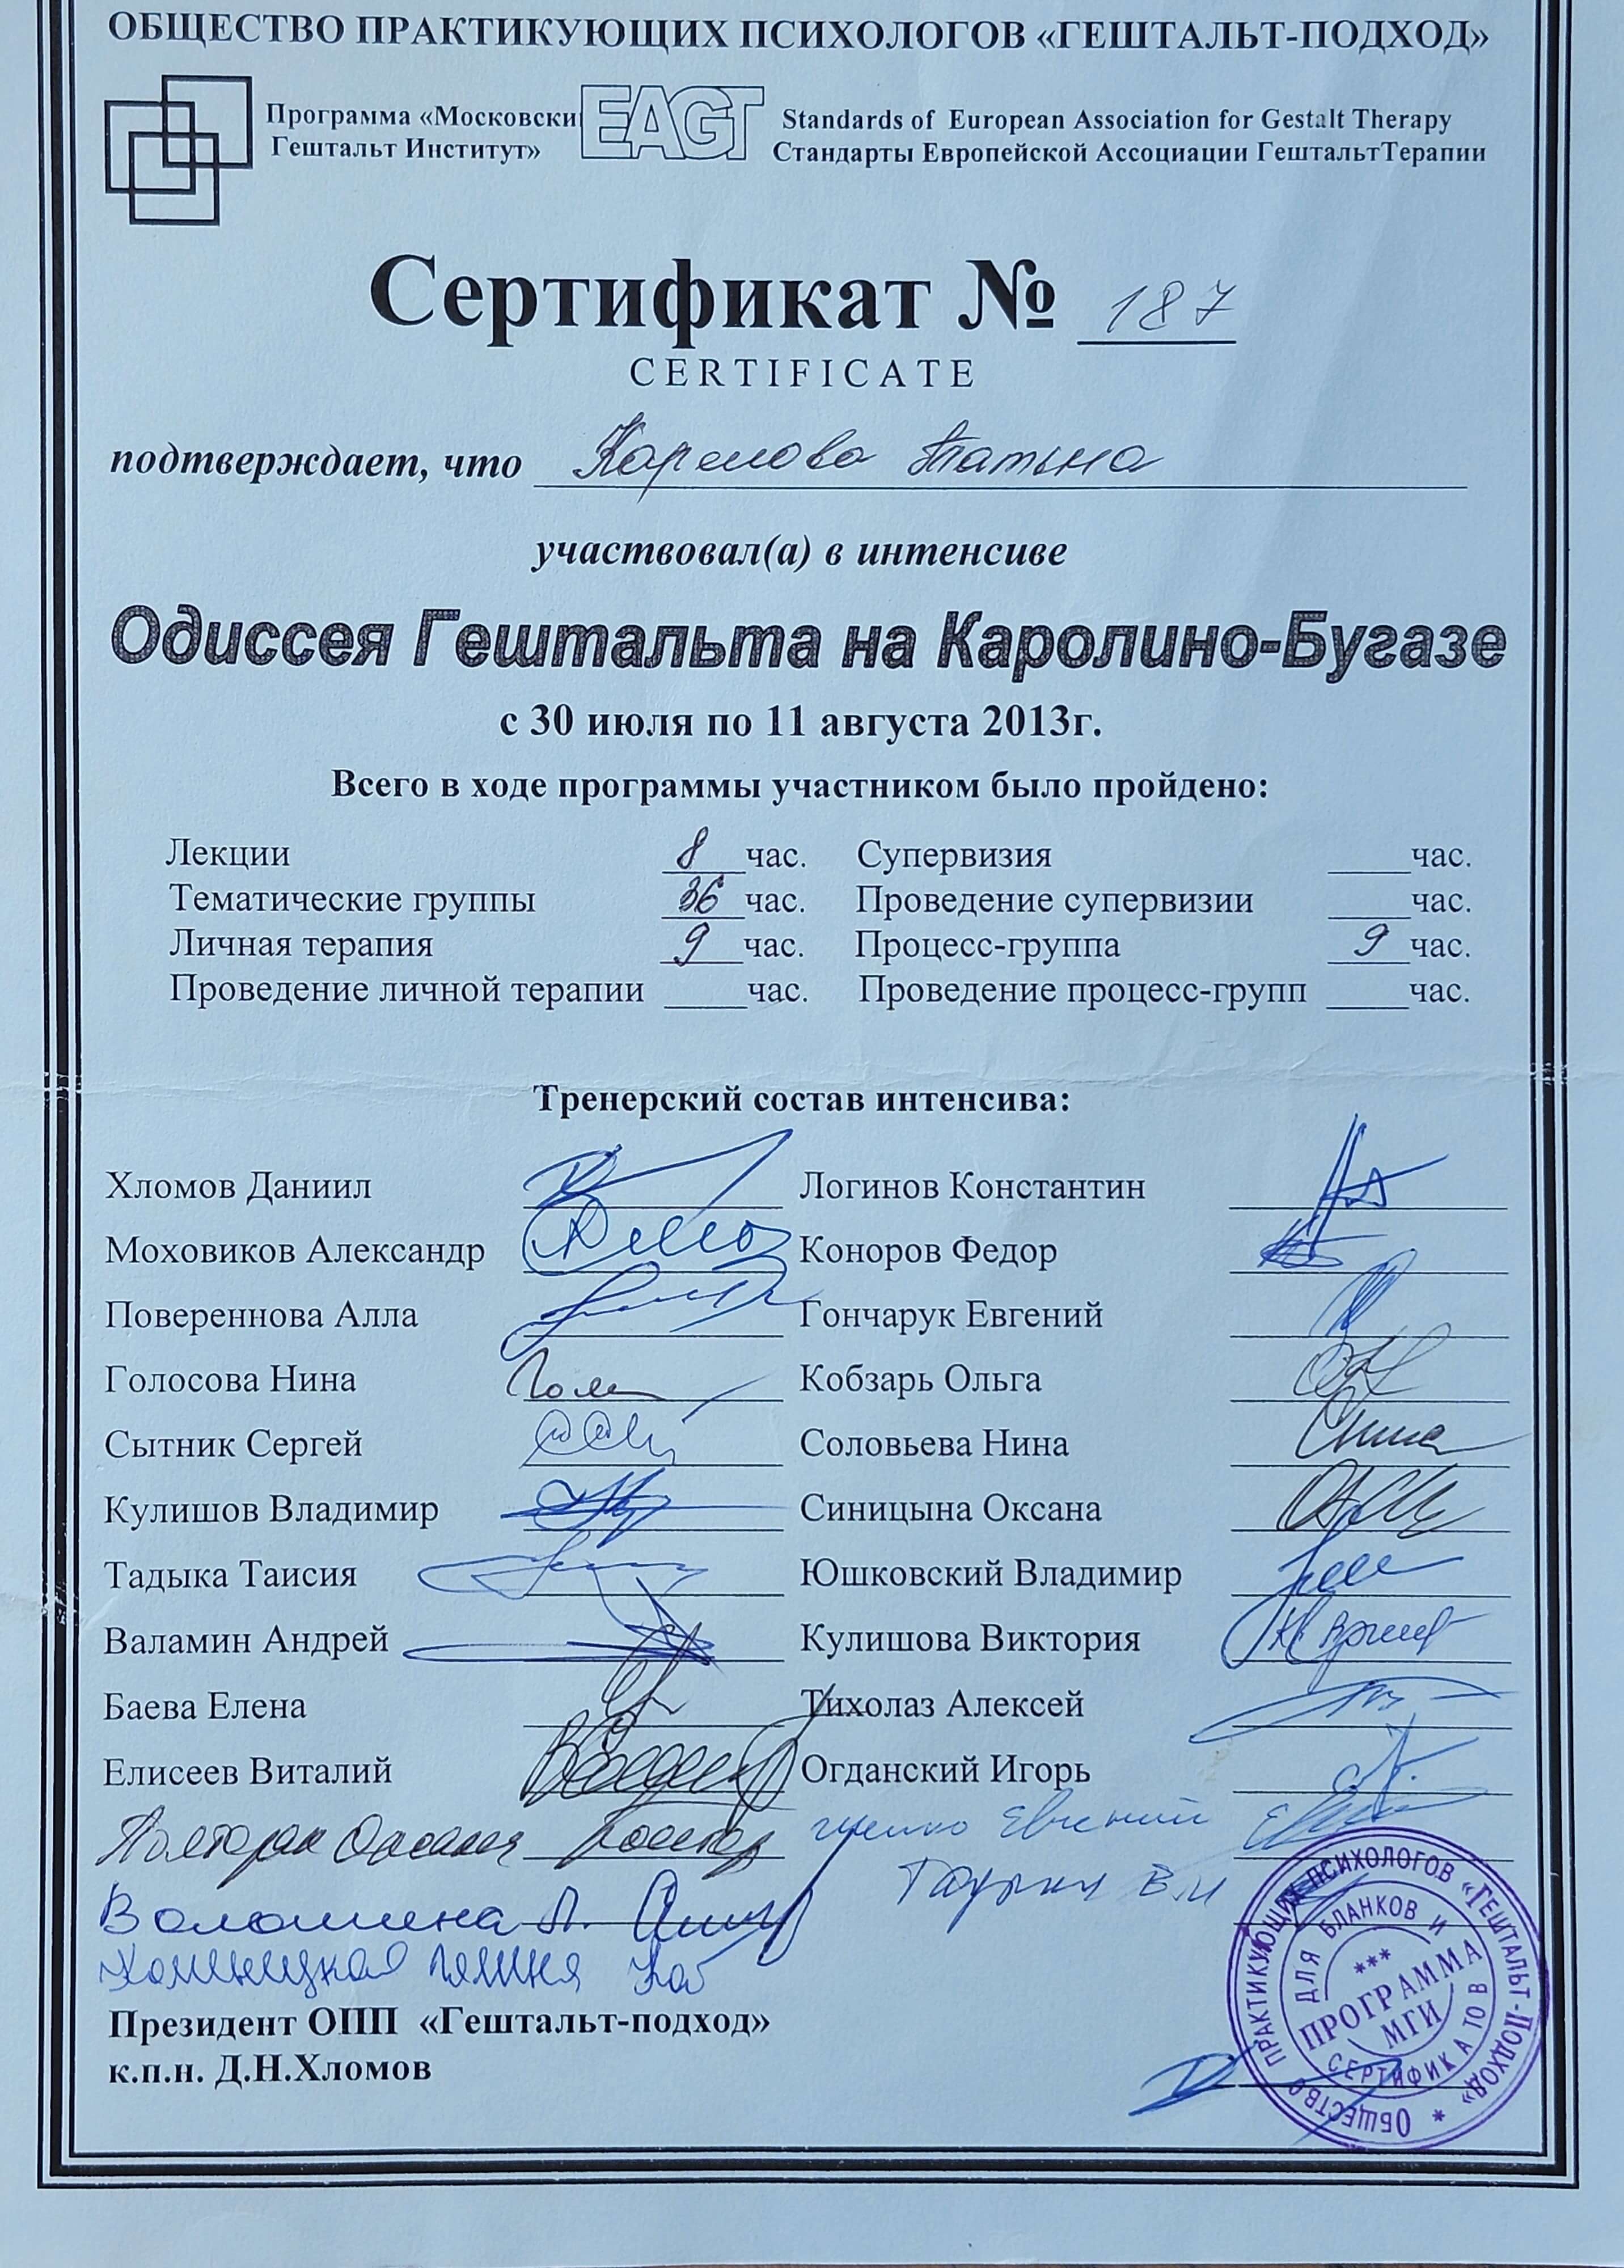 ОБЩЕСТВО ПРАКТИКУЮЩИХ ПСИХОЛОГОВ «ГЕШТАЛЬТ-ПОДХОД»
Программа «Московски EAGT Standards of European Association for Gestalt Therapy
Гештальт Институт» Стандарты Европейской Ассоциации ГештальтТерапии
Сертификат № 187
CERTIFICATE
подтверждает, что
участвовал(а) в интенсиве
Одиссея Гештальта на Каролино-Бугазе
с 30 июля по 11 августа 2013г.
Всего в ходе программы участником было пройдено:
Лекции 8 час. Супервизия час.
Тематические группы 36 час. Проведение супервизии час.
Личная терапия 9 час. Процесс-группа 9 час.
Проведение личной терапии час. Проведение процесс-групп час.
Тренерский состав интенсива:
Хломов Даниил Логинов Константин
Моховиков Александр Коноров Федор
Повереннова Алла Гончарук Евгений
Голосова Нина Кобзарь Ольга
Сытник Сергей Соловьева Нина
Кулишов Владимир Синицына Оксана
Тадыка Таисия Юшковский Владимир
Валамин Андрей Кулишова Виктория
Баева Елена Тихолаз Алексей
Елисеев Виталий Огданский Игорь
Евгений
Волошина Л.
Президент ОПП «Гештальт-подход»
к.п.н. Д.Н.Хломов
ОБЩЕСТВО ПРАКТИКУЮЩИХ ПСИХОЛОГОВ «ГЕШТАЛЬТ-ПОДХОД» *
ДЛЯ БЛАНКОВ И СЕРТИФИКАТОВ
***
ПРОГРАММА
МГИ